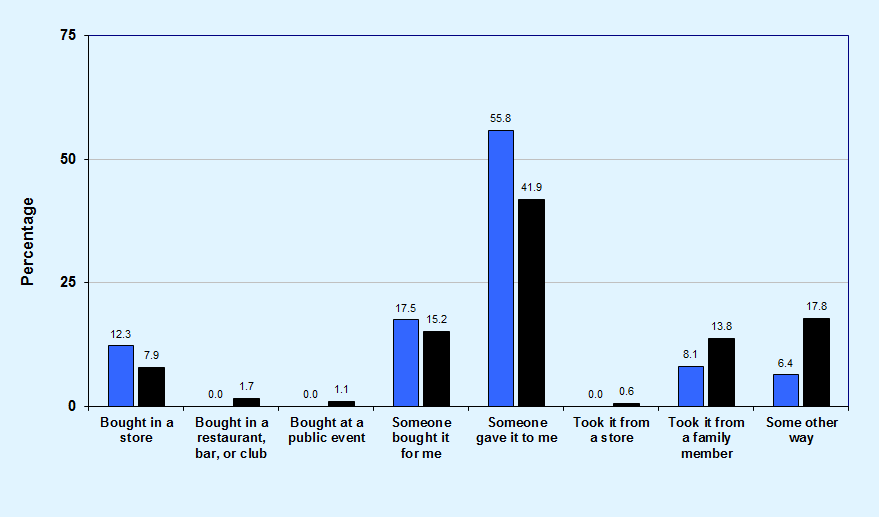 75
50
25
0
Percentage
12.3
7.9
0.0
1.7
0.0
1.1
17.5
15.2
55.8
41.9
0.0
0.6
8.1
13.8
6.4
17.8
Bought in a
store
Bought in a
restaurant,
bar, or club
Bought at a
public event
Someone
bought it
for me
Someone
gave it to me
Took it from
a store
Took it from
a family
member
Some other
way